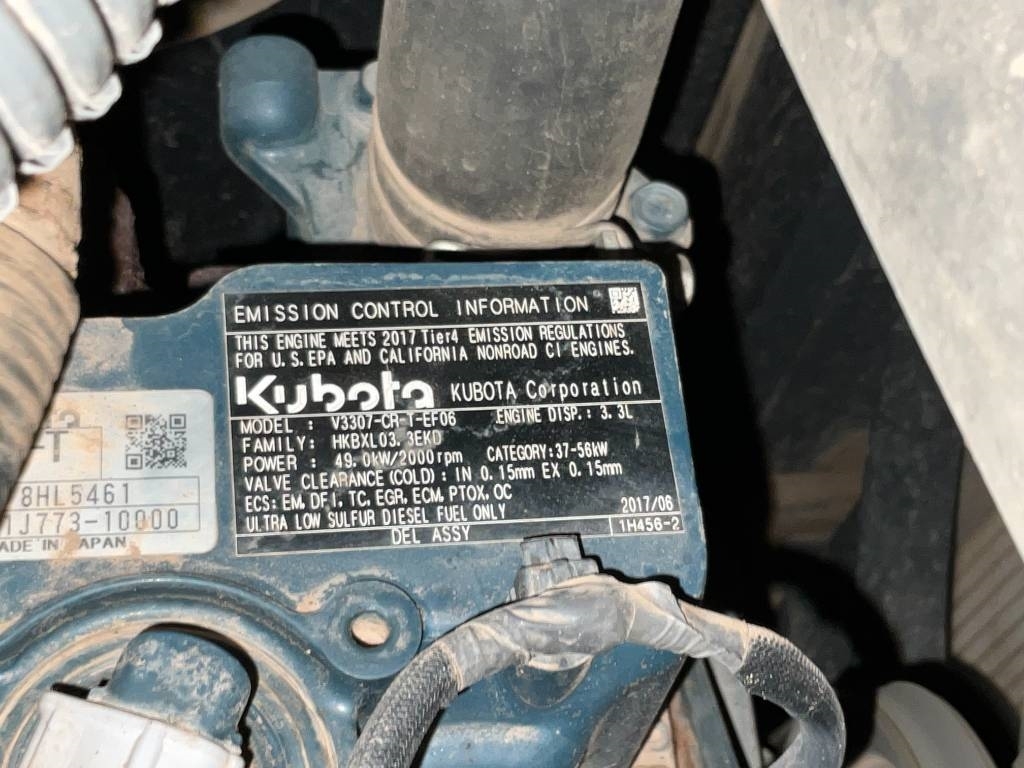 EMISSION CONTROL INFORMATION
THIS ENGINE MEETS 2017 Tier4 EMISSION REGULATIONS
FOR U.S. EPA AND CALIFORNIA NONROAD CI ENGINES.
Kubota KUBOTA Corporation
MODEL : V3307-CR-T-EF06 ENGINE DISP.: 3.3L
FAMILY: HKBXL03.3EKD
POWER : 49.0kW/2000rpm CATEGORY:37-56kW
VALVE CLEARANCE (COLD) : IN 0.15mm EX 0.15mm
ECS: EM, DFI, TC, EGR, ECM, PTOX, OC
ULTRA LOW SULFUR DIESEL FUEL ONLY 2017/06
DEL ASSY 1H456-2
-T
8HL5461
1J773-10000
ADE IN JAPAN